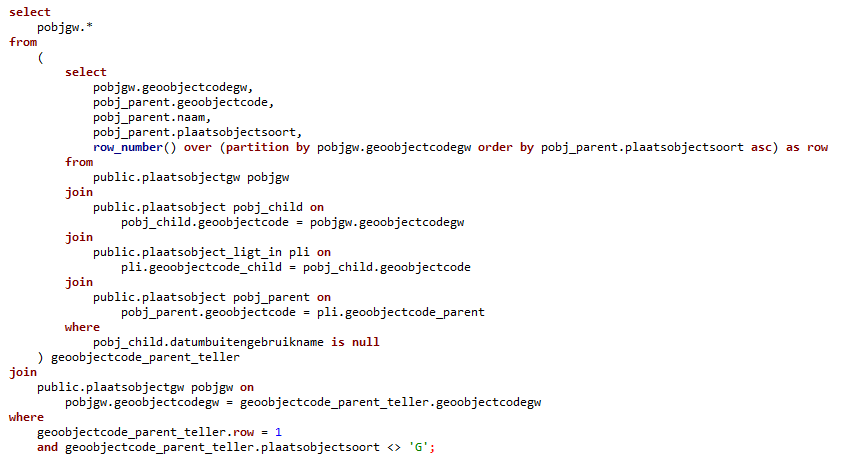 select
    pobjgw.*
from
    (
        select
            pobjgw.geoobjectcodegw,
            pobj_parent.geoobjectcode,
            pobj_parent.naam,
            pobj_parent.plaatsobjectsoort,
            row_number() over (partition by pobjgw.geoobjectcodegw order by pobj_parent.plaatsobjectsoort asc) as row
        from
            public.plaatsobjectgw pobjgw
        join
            public.plaatsobject pobj_child on
                pobj_child.geoobjectcode = pobjgw.geoobjectcodegw
        join
            public.plaatsobject_ligt_in pli on
                pli.geoobjectcode_child = pobj_child.geoobjectcode
        join
            public.plaatsobject pobj_parent on
                pobj_parent.geoobjectcode = pli.geoobjectcode_parent
        where
            pobj_child.datumbuitengebruikname is null
    ) geoobjectcode_parent_teller
join
    public.plaatsobjectgw pobjgw on
        pobjgw.geoobjectcodegw = geoobjectcode_parent_teller.geoobjectcodegw
where
    geoobjectcode_parent_teller.row = 1
    and geoobjectcode_parent_teller.plaatsobjectsoort <> 'G';